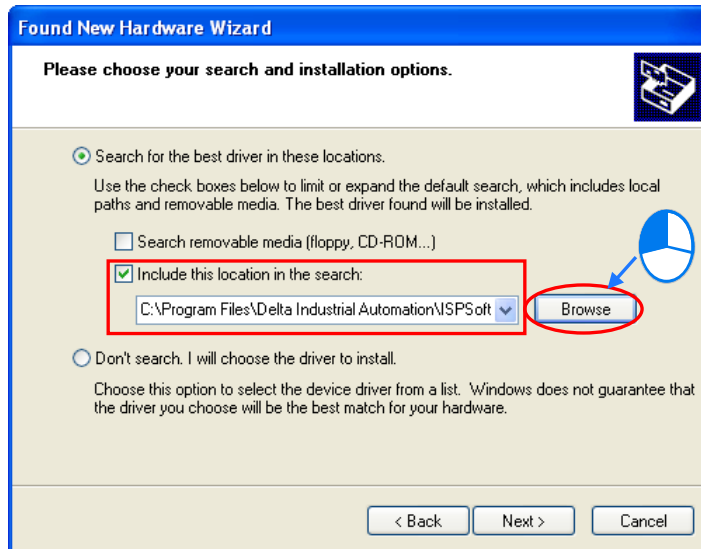 Found New Hardware Wizard
Please choose your search and installation options.
Search for the best driver in these locations.
Use the check boxes below to limit or expand the default search, which includes local
paths and removable media. The best driver found will be installed.
Search removable media (floppy, CD-ROM...)
Include this location in the search:
C:\Program Files\Delta Industrial Automation\ISPSoft
Browse
Don't search. I will choose the driver to install.
Choose this option to select the device driver from a list. Windows does not guarantee that
the driver you choose will be the best match for your hardware.
< Back
Next >
Cancel